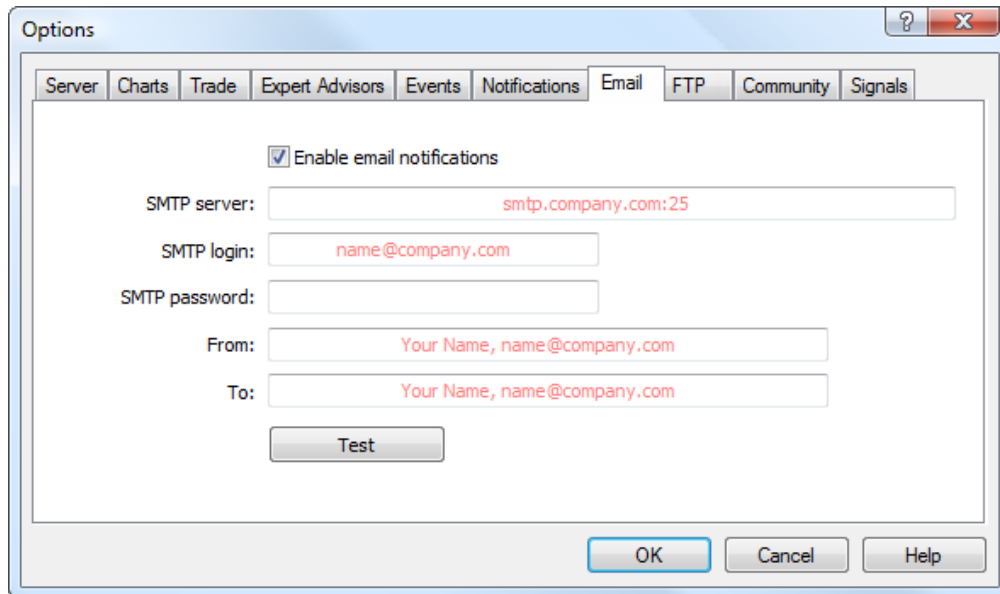 Options
Server Charts Trade Expert Advisors Events Notifications Email FTP Community Signals
Enable email notifications
SMTP server: smtp.company.com:25
SMTP login: name@company.com
SMTP password:
From: Your Name, name@company.com
To: Your Name, name@company.com
Test
OK Cancel Help